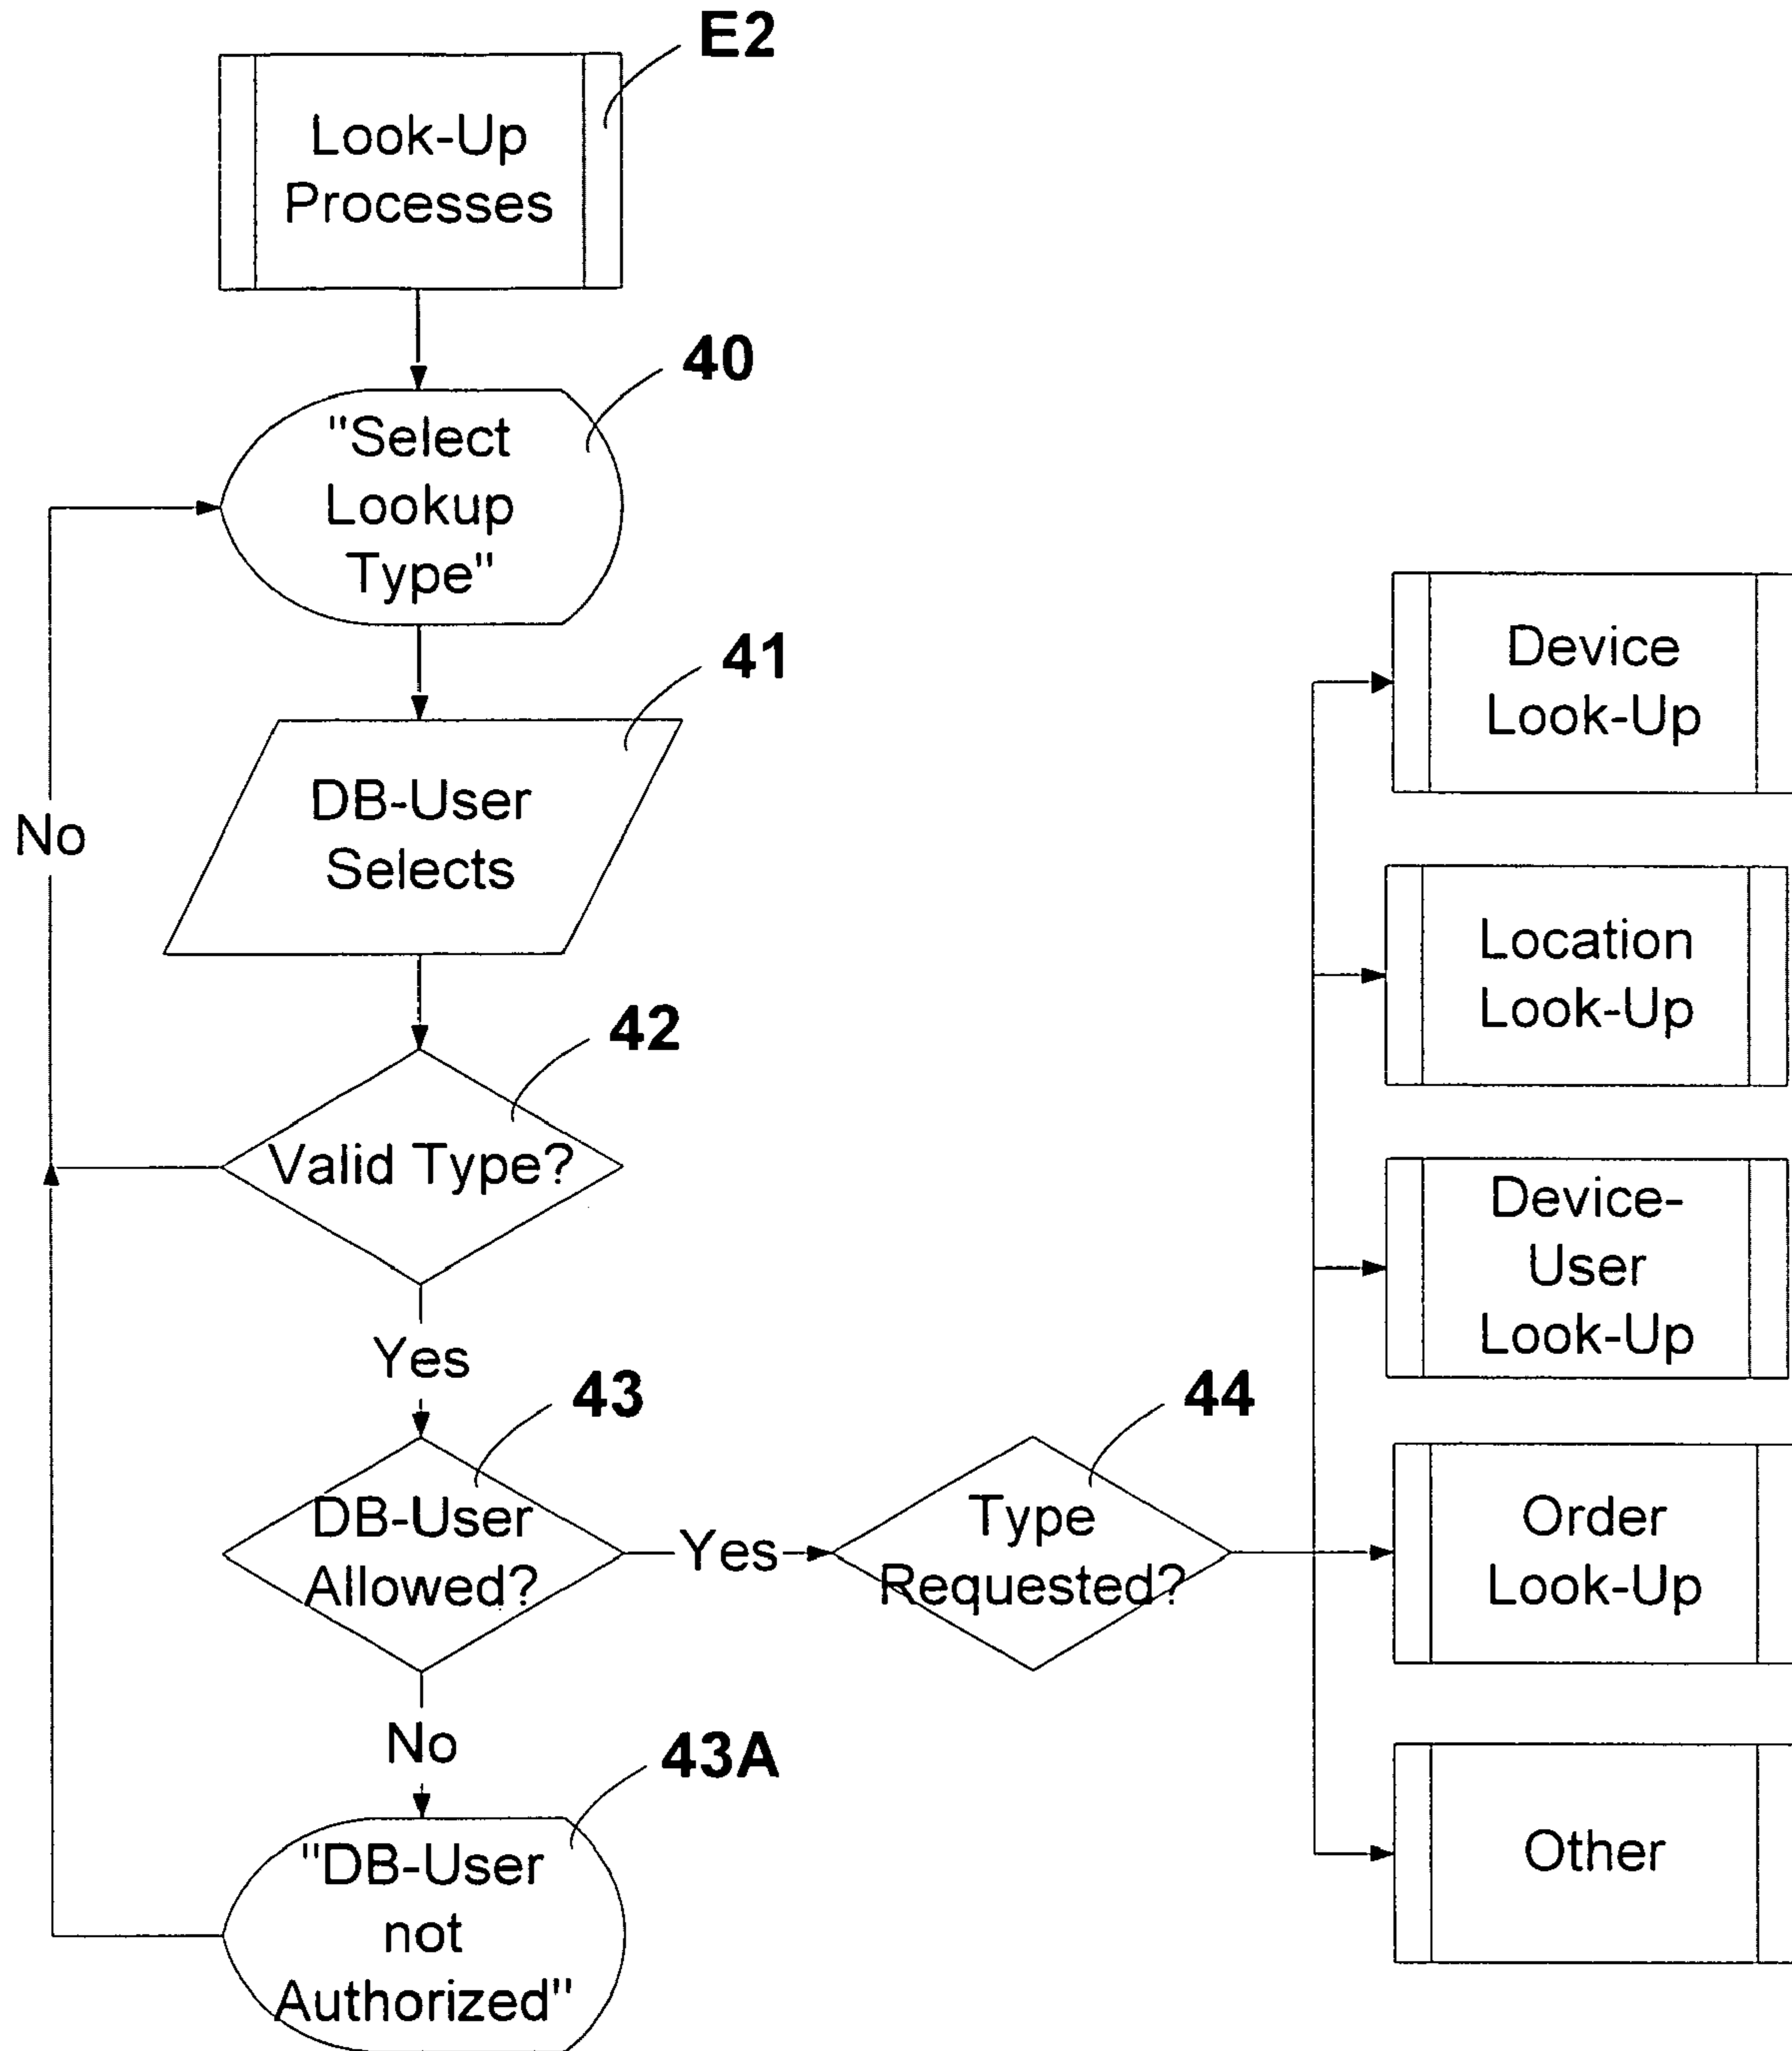 E2
Look-Up
Processes
40
"Select
Lookup
Type"
41
DB-User
Selects
No
42
Valid Type?
Yes
43
DB-User
Allowed?
Yes
44
Type
Requested?
No
43A
"DB-User
not
Authorized"
Device
Look-Up
Location
Look-Up
Device-
User
Look-Up
Order
Look-Up
Other